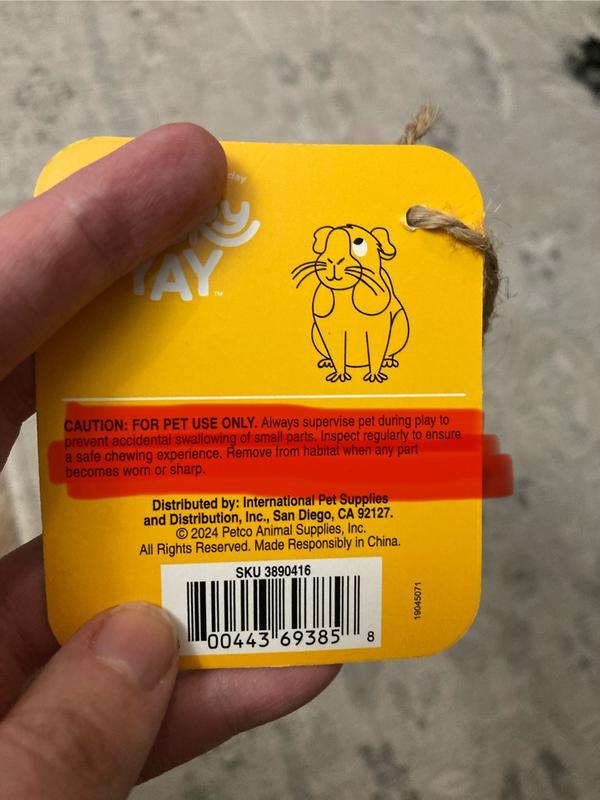 day
YAY™
CAUTION: FOR PET USE ONLY. Always supervise pet during play to
prevent accidental swallowing of small parts. Inspect regularly to ensure
a safe chewing experience. Remove from habitat when any part
becomes worn or sharp.
Distributed by: International Pet Supplies
and Distribution, Inc., San Diego, CA 92127.
© 2024 Petco Animal Supplies, Inc.
All Rights Reserved. Made Responsibly in China.
SKU 3890416
00443 69385 8
19045071